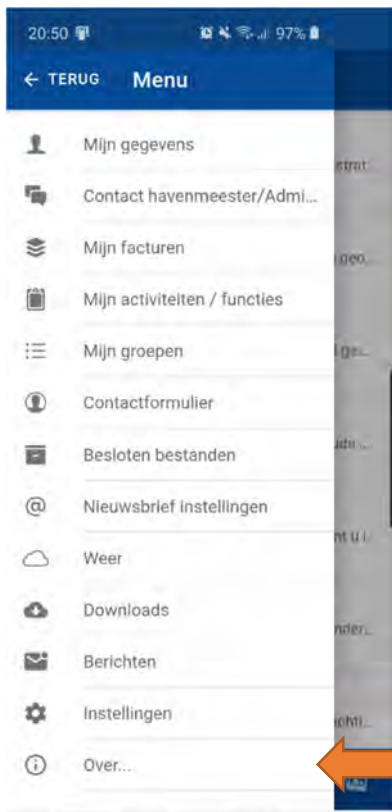 20:50 97%
← TERUG Menu
Mijn gegevens
Contact havenmeester/Admi...
Mijn facturen
Mijn activiteiten / functies
Mijn groepen
Contactformulier
Besloten bestanden
@ Nieuwsbrief instellingen
Weer
Downloads
Berichten
Instellingen
Over...